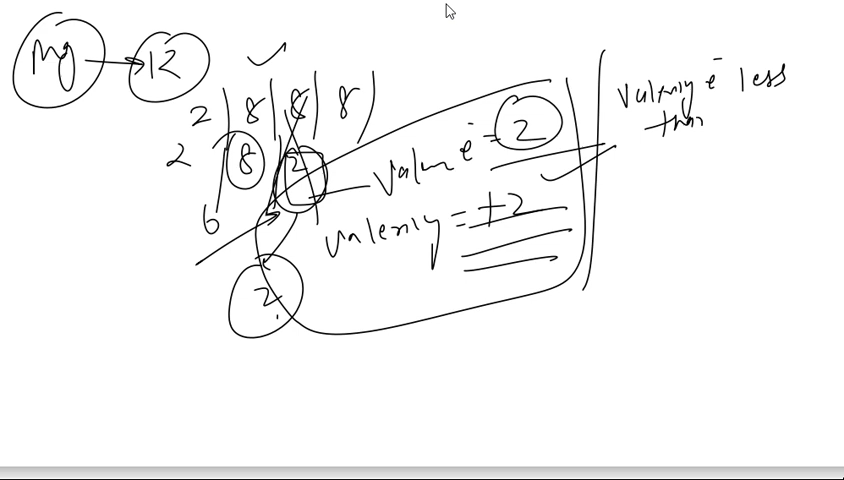 Mg → 12
2 | 8 | 8 | 8 |
2 8 2
6
Valence e⁻ = 2
valency = +2
2
Valency e⁻ less
than